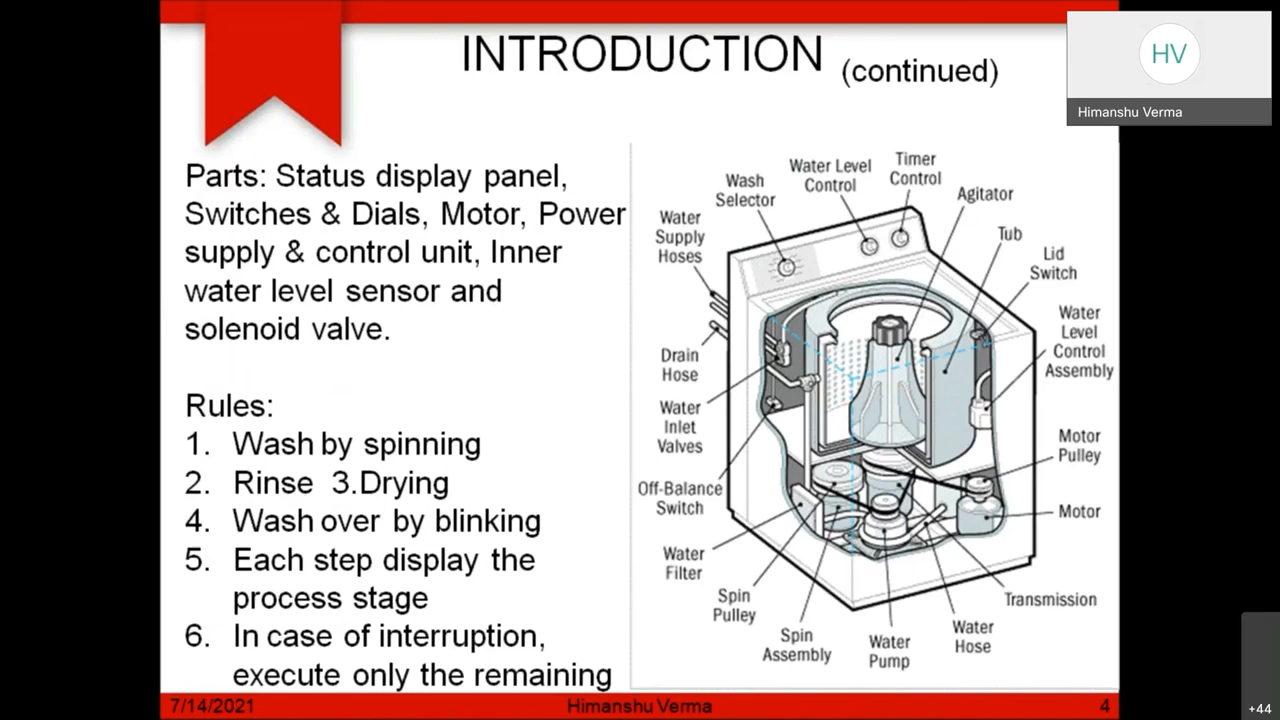 INTRODUCTION (continued)
HV
Himanshu Verma
Parts: Status display panel,
Switches & Dials, Motor, Power
supply & control unit, Inner
water level sensor and
solenoid valve.
Rules:
1. Wash by spinning
2. Rinse 3.Drying
4. Wash over by blinking
5. Each step display the
process stage
6. In case of interruption,
execute only the remaining
Wash
Selector
Water Level
Control
Timer
Control
Agitator
Water
Supply
Hoses
Tub
Lid
Switch
Water
Level
Control
Assembly
Drain
Hose
Water
Inlet
Valves
Motor
Pulley
Off-Balance
Switch
Motor
Water
Filter
Spin
Pulley
Transmission
Spin
Assembly
Water
Pump
Water
Hose
7/14/2021
Himanshu Verma
4
+44